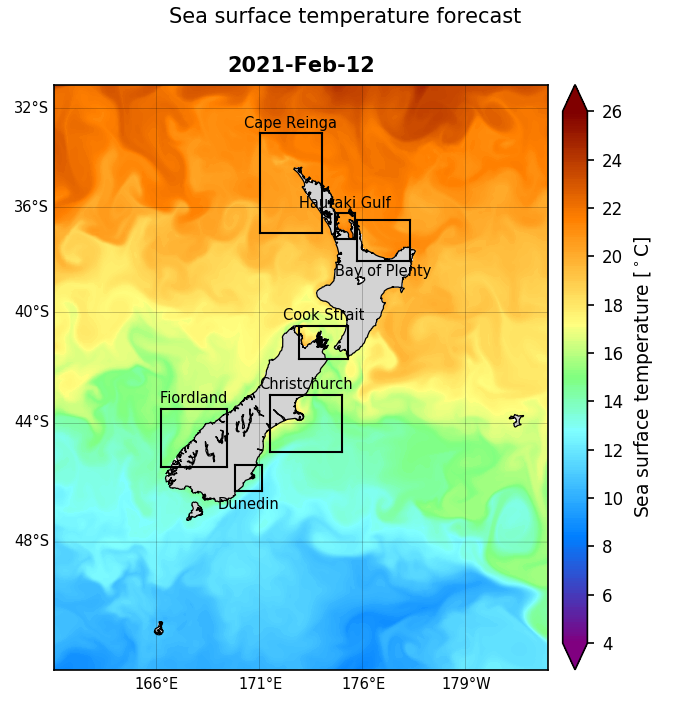 Sea surface temperature forecast
2021-Feb-12
32°S
36°S
40°S
44°S
48°S
Cape Reinga
Hauraki Gulf
Bay of Plenty
Cook Strait
Christchurch
Fiordland
Dunedin
166°E
171°E
176°E
179°W
26
24
22
20
18
16
14
12
10
8
6
4
Sea surface temperature [°C]